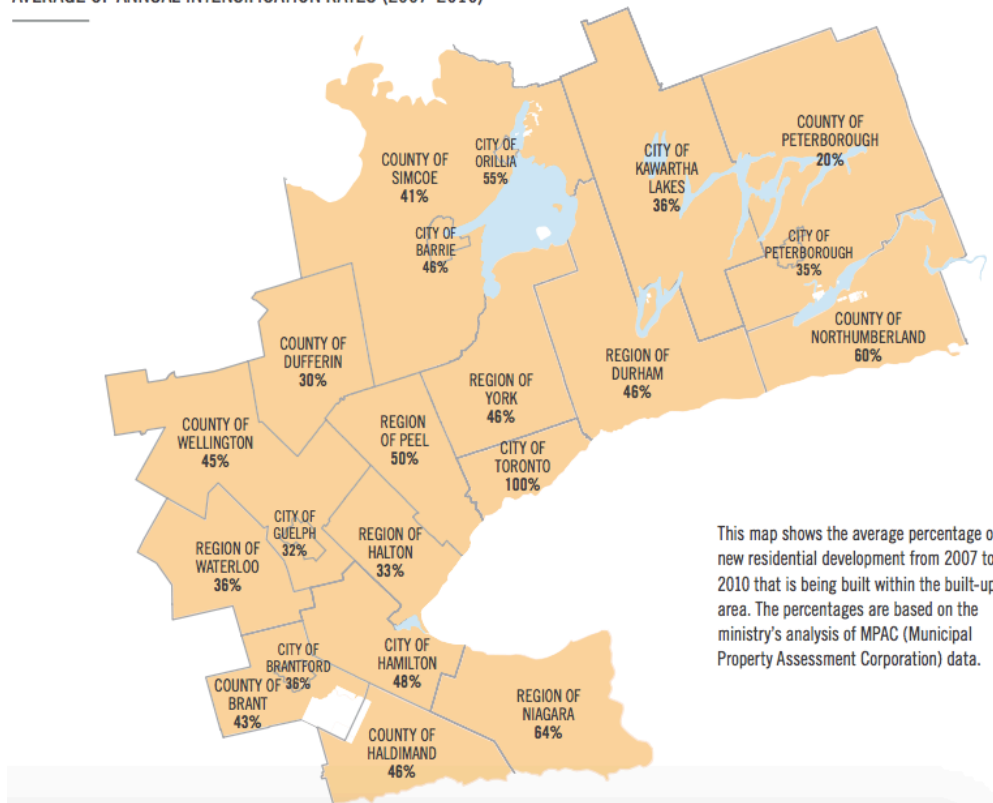 AVERAGE OF ANNUAL INTENSIFICATION RATES (2007-2010)
COUNTY OF
PETERBOROUGH
20%
CITY OF
ORILLIA
55%
COUNTY OF
SIMCOE
41%
CITY OF
KAWARTHA
LAKES
36%
CITY OF
BARRIE
46%
CITY OF
PETERBOROUGH
35%
COUNTY OF
NORTHUMBERLAND
60%
COUNTY OF
DUFFERIN
30%
REGION OF
DURHAM
46%
REGION OF
YORK
46%
COUNTY OF
WELLINGTON
45%
REGION
OF PEEL
50%
CITY OF
TORONTO
100%
CITY OF
GUELPH
32%
REGION OF
HALTON
33%
REGION OF
WATERLOO
36%
This map shows the average percentage o
new residential development from 2007 to
2010 that is being built within the built-up
area. The percentages are based on the
ministry's analysis of MPAC (Municipal
Property Assessment Corporation) data.
CITY OF
BRANTFORD
36%
CITY OF
HAMILTON
48%
COUNTY OF
BRANT
43%
REGION OF
NIAGARA
64%
COUNTY OF
HALDIMAND
46%